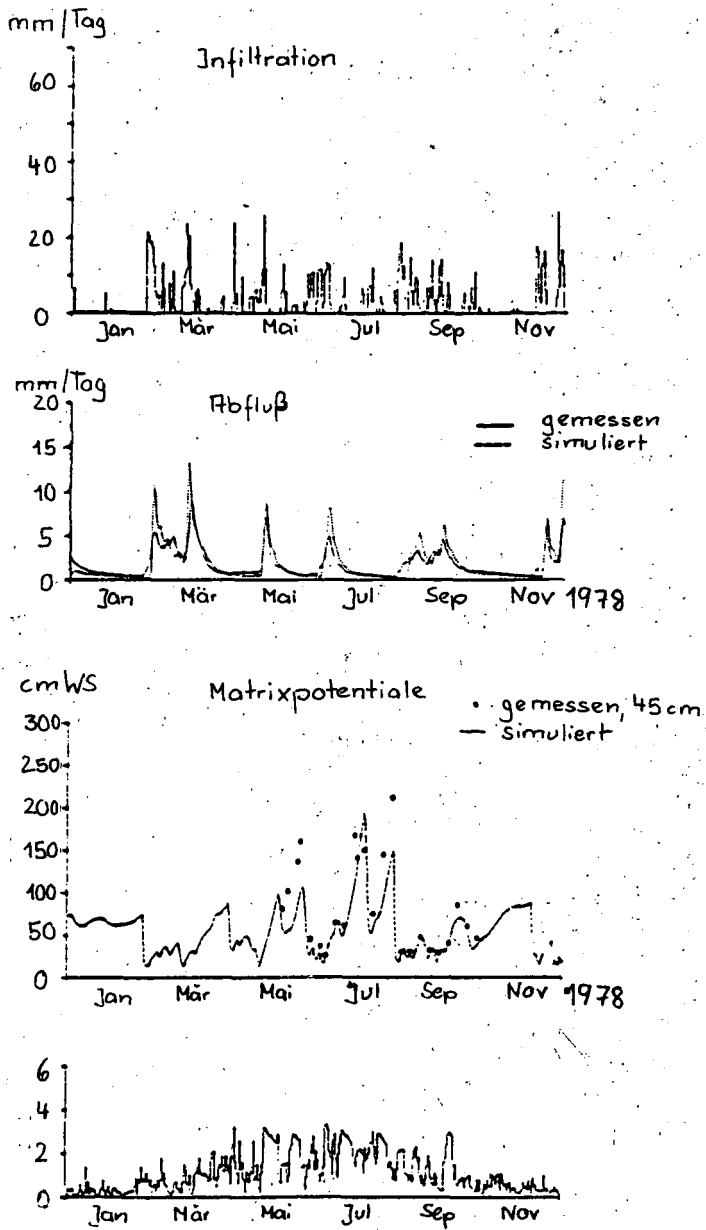 mm/Tag
Infiltration
60
40
20
0
Jan Mär Mai Jul Sep Nov
mm/Tag
Abfluß
20
gemessen
simuliert
15
10
5
0
Jan Mär Mai Jul Sep Nov 1978
cm WS
Matrixpotentiale
gemessen, 45 cm
simuliert
300
250
200
150
100
50
0
Jan Mär Mai Jul Sep Nov 1978
6
4
2
0
Jan Mär Mai Jul Sep Nov